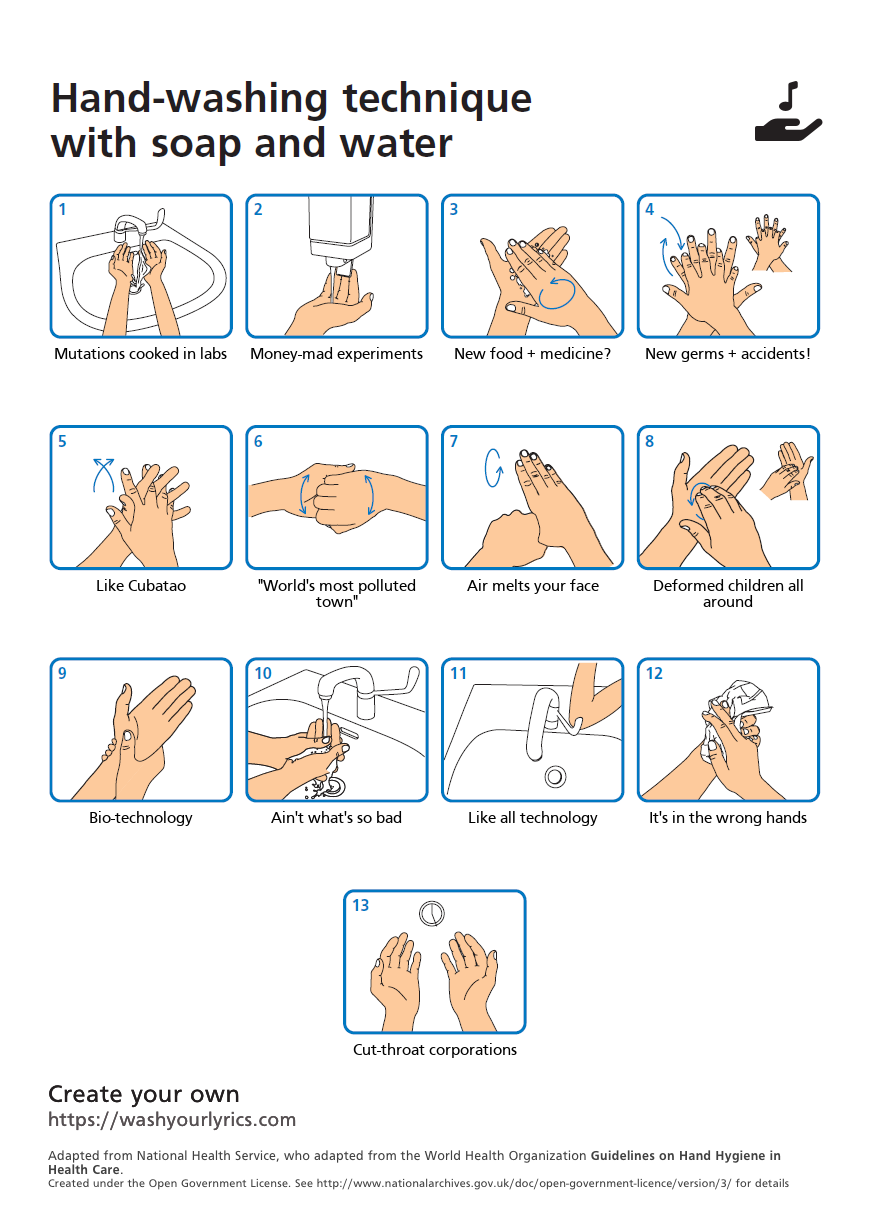 Hand-washing technique
with soap and water
1
Mutations cooked in labs
2
Money-mad experiments
3
New food + medicine?
4
New germs + accidents!
5
Like Cubatao
6
"World's most polluted
town"
7
Air melts your face
8
Deformed children all
around
9
Bio-technology
10
Ain't what's so bad
11
Like all technology
12
It's in the wrong hands
13
Cut-throat corporations
Create your own
https://washyourlyrics.com
Adapted from National Health Service, who adapted from the World Health Organization Guidelines on Hand Hygiene in
Health Care.
Created under the Open Government License. See http://www.nationalarchives.gov.uk/doc/open-government-licence/version/3/ for details